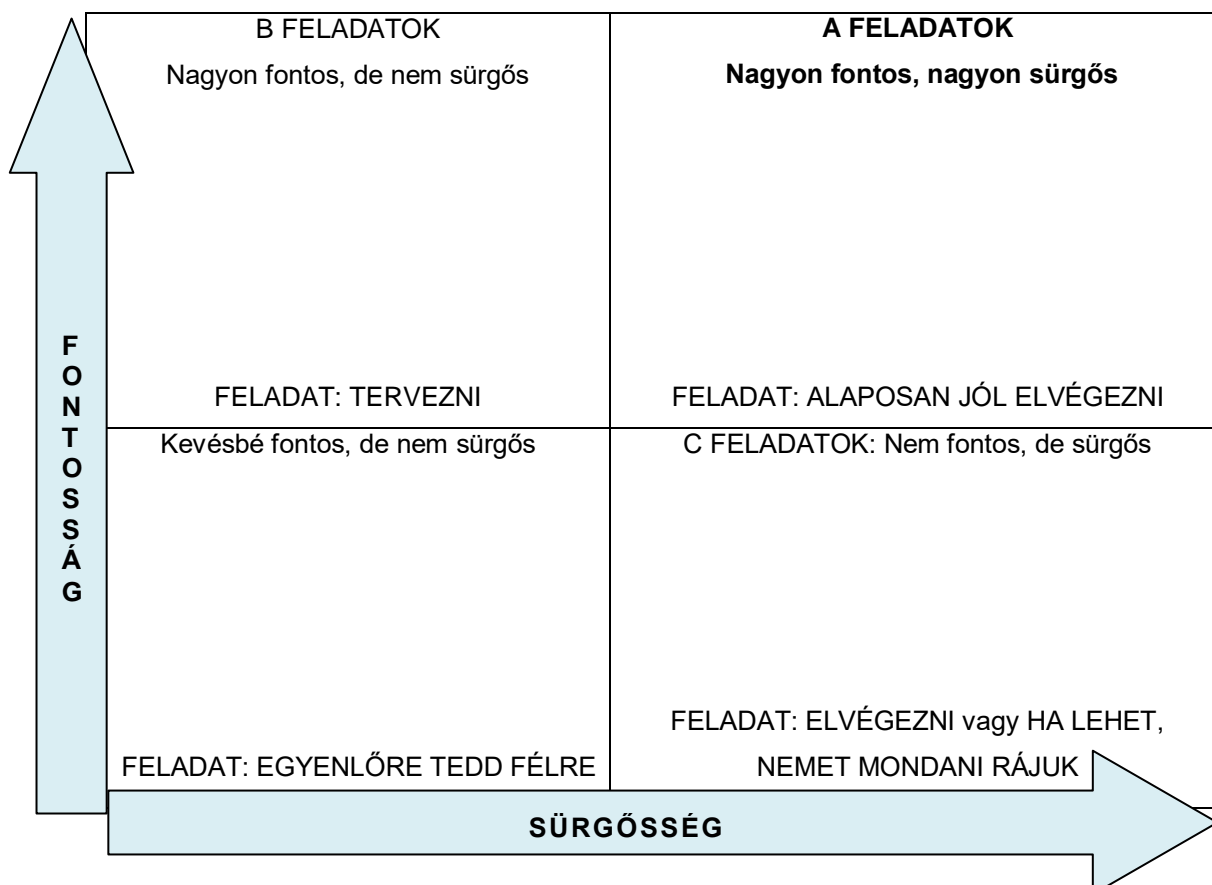 B FELADATOK
Nagyon fontos, de nem sürgős
FELADAT: TERVEZNI
A FELADATOK
Nagyon fontos, nagyon sürgős
FELADAT: ALAPOSAN JÓL ELVÉGEZNI
Kevésbé fontos, de nem sürgős
FELADAT: EGYENLŐRE TEDD FÉLRE
C FELADATOK: Nem fontos, de sürgős
FELADAT: ELVÉGEZNI vagy HA LEHET,
NEMET MONDANI RÁJUK
FONTOSSÁG
SÜRGŐSSÉG